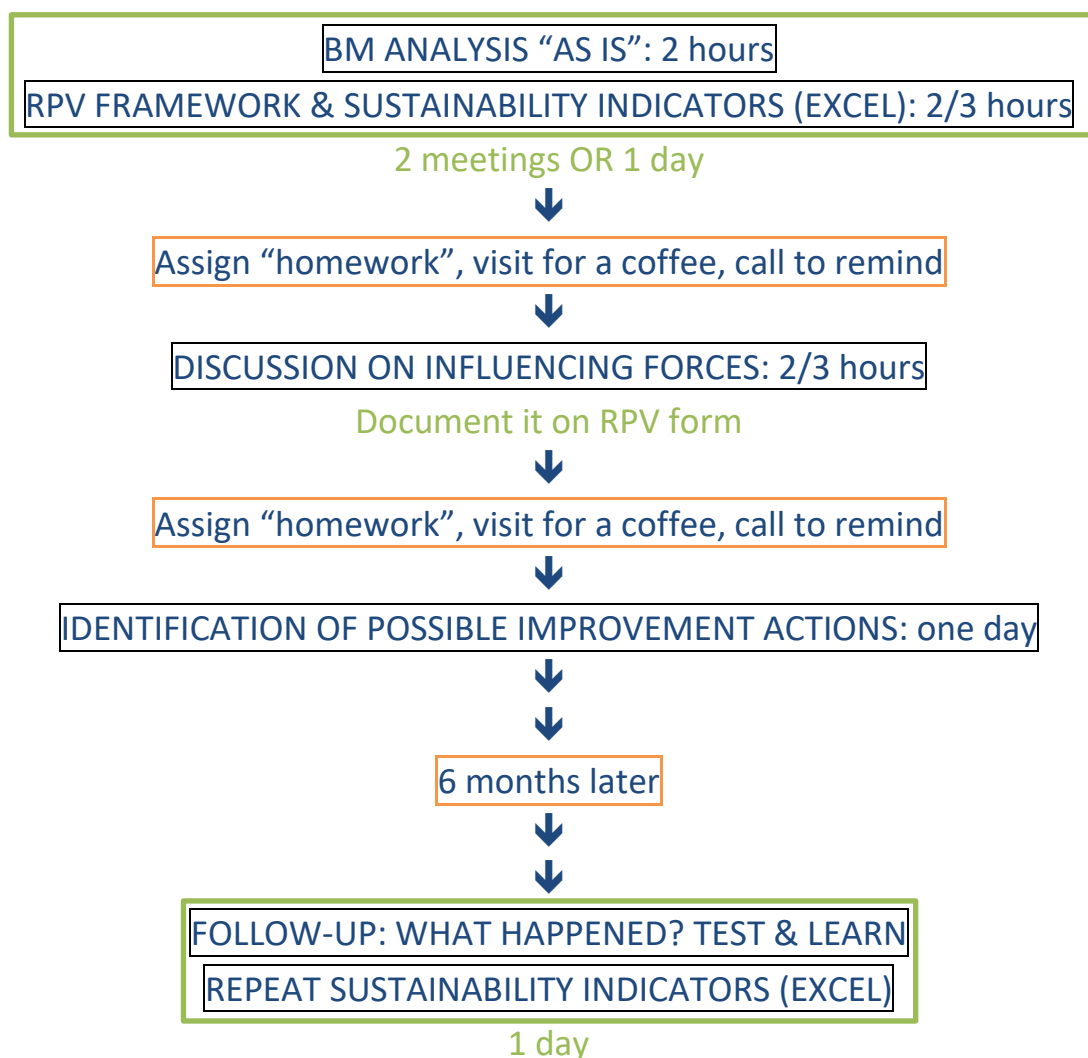 BM ANALYSIS “AS IS”: 2 hours
RPV FRAMEWORK & SUSTAINABILITY INDICATORS (EXCEL): 2/3 hours
2 meetings OR 1 day
Assign “homework”, visit for a coffee, call to remind
DISCUSSION ON INFLUENCING FORCES: 2/3 hours
Document it on RPV form
Assign “homework”, visit for a coffee, call to remind
IDENTIFICATION OF POSSIBLE IMPROVEMENT ACTIONS: one day
6 months later
FOLLOW-UP: WHAT HAPPENED? TEST & LEARN
REPEAT SUSTAINABILITY INDICATORS (EXCEL)
1 day